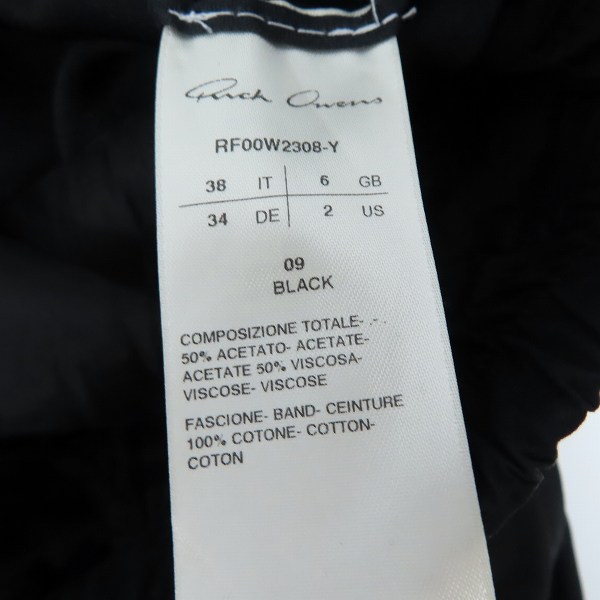 Rick Owens
RF00W2308-Y
38 IT 6 GB
34 DE 2 US
09
BLACK
COMPOSIZIONE TOTALE-
50% ACETATO- ACETATE-
ACETATE 50% VISCOSA-
VISCOSE- VISCOSE
FASCIONE- BAND- CEINTURE
100% COTONE- COTTON-
COTON